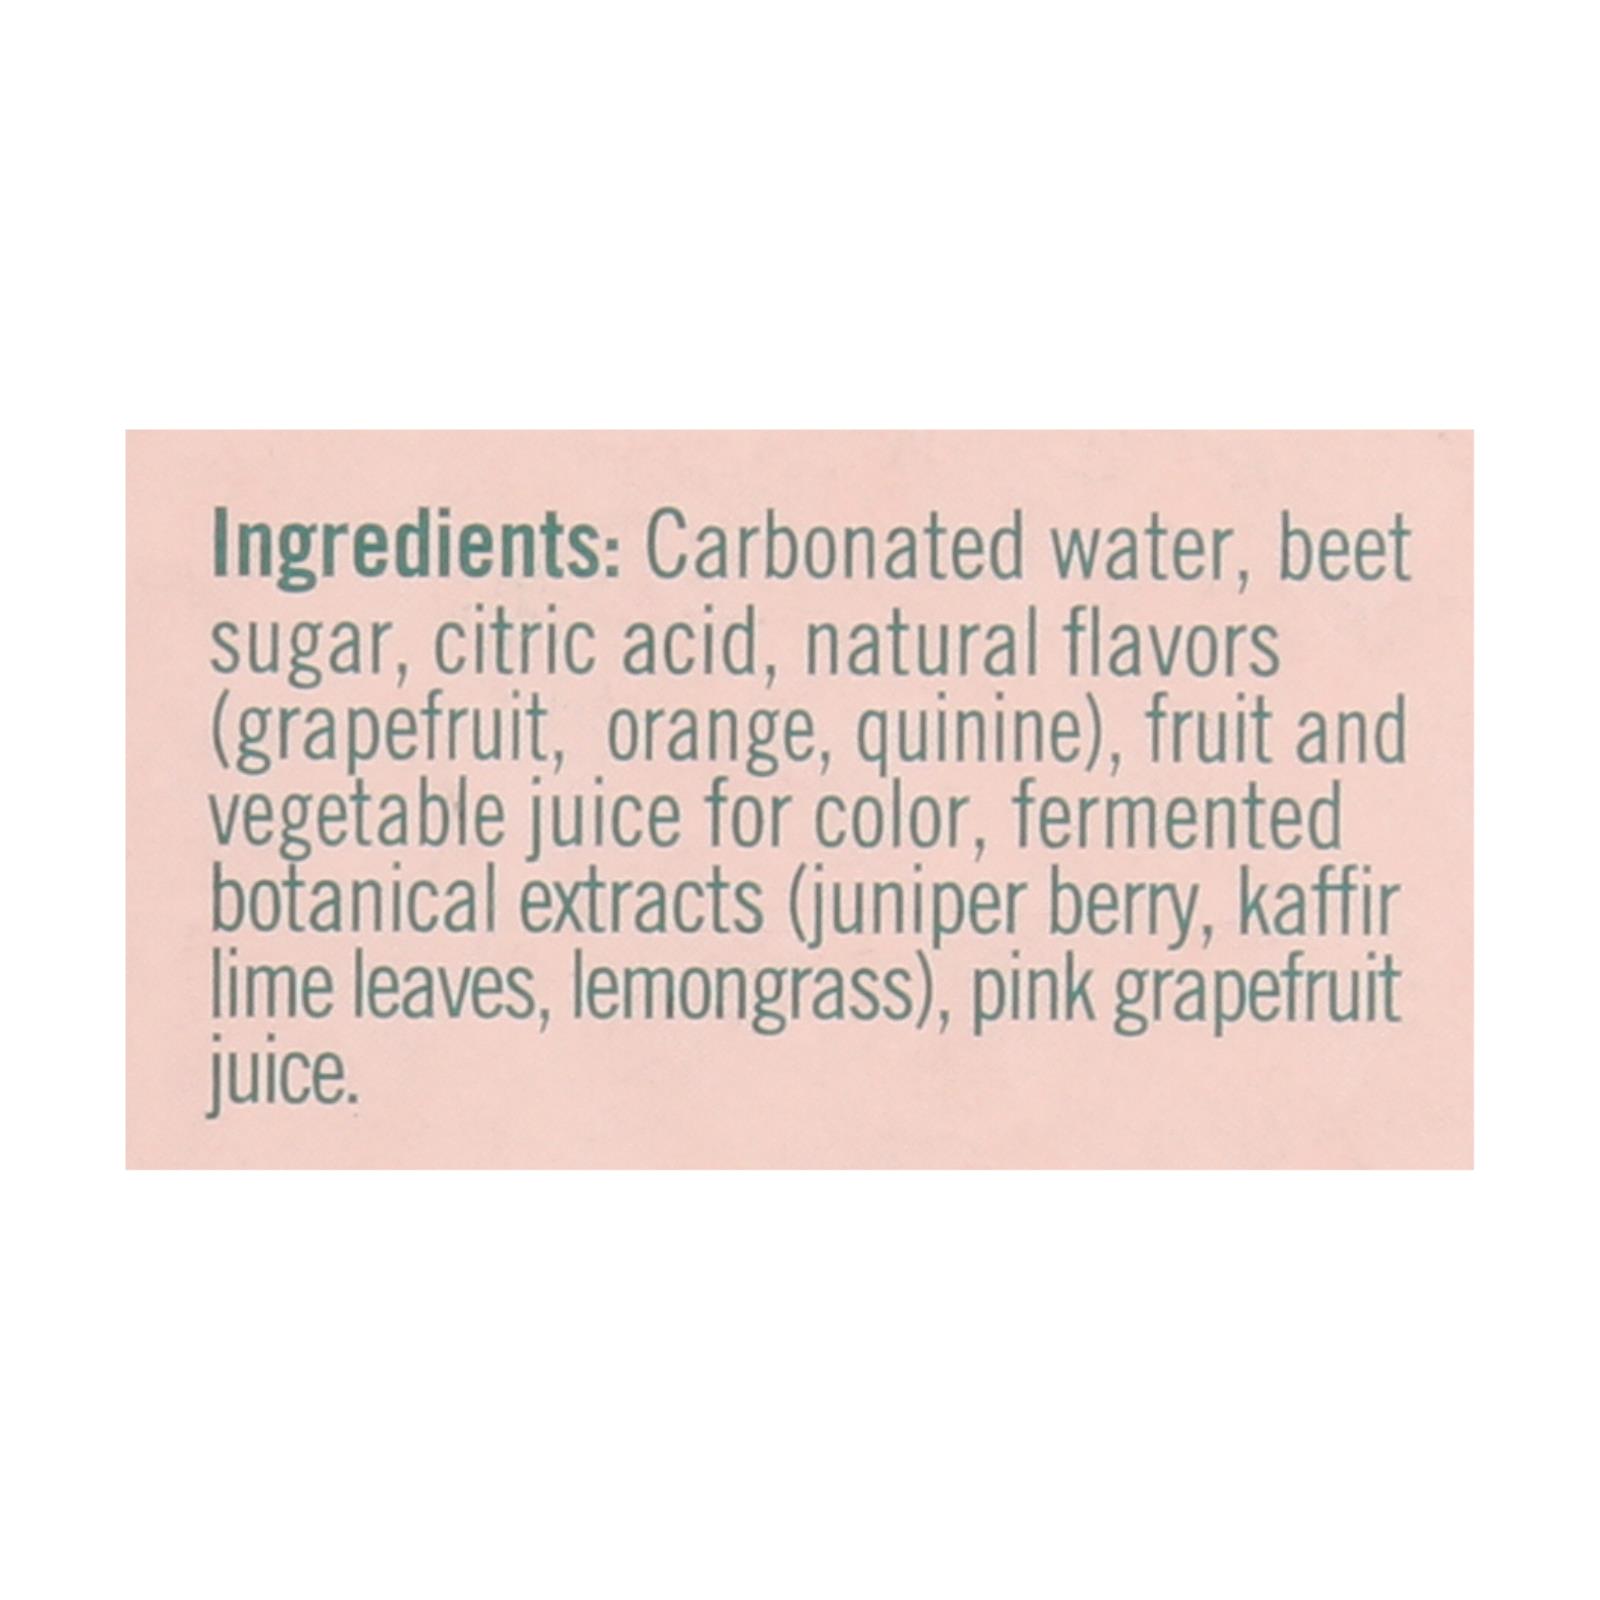 Ingredients: Carbonated water, beet
sugar, citric acid, natural flavors
(grapefruit,  orange, quinine), fruit and
vegetable juice for color, fermented
botanical extracts (juniper berry, kaffir
lime leaves, lemongrass), pink grapefruit
juice.